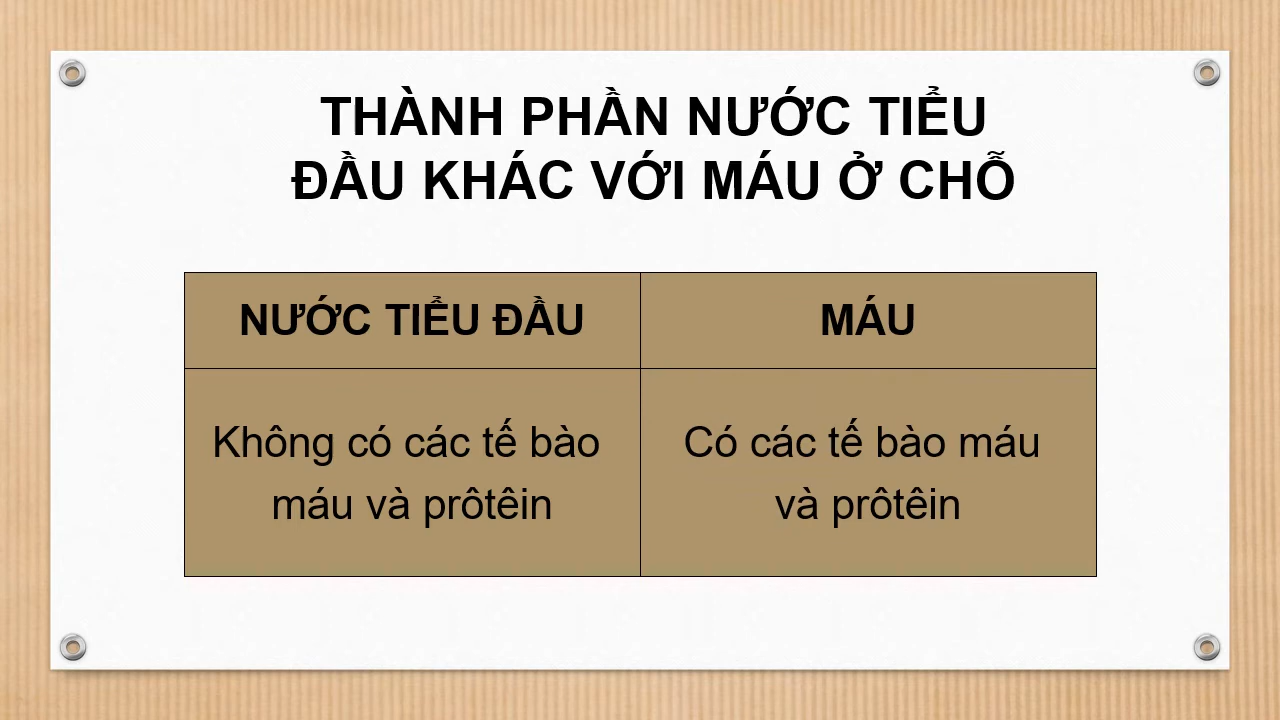 THÀNH PHẦN NƯỚC TIỂU
ĐẦU KHÁC VỚI MÁU Ở CHỖ
NƯỚC TIỂU ĐẦU
MÁU
Không có các tế bào
máu và prôtêin
Có các tế bào máu
và prôtêin